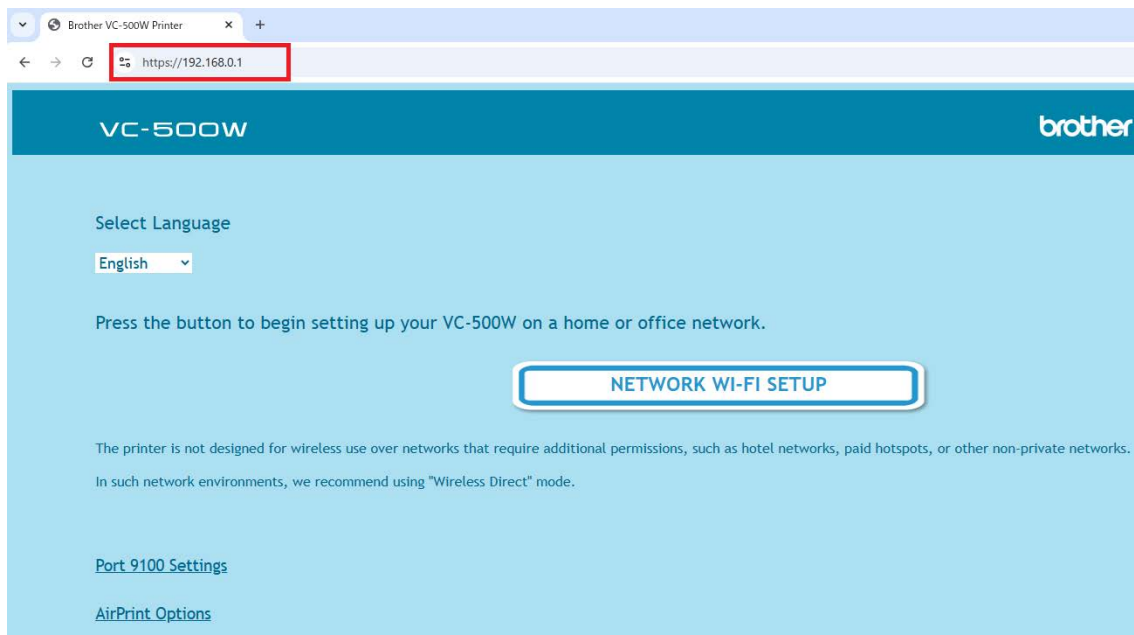 Brother VC-500W Printer
https://192.168.0.1
VC-500W brother
Select Language
English
Press the button to begin setting up your VC-500W on a home or office network.
NETWORK WI-FI SETUP
The printer is not designed for wireless use over networks that require additional permissions, such as hotel networks, paid hotspots, or other non-private networks.
In such network environments, we recommend using "Wireless Direct" mode.
Port 9100 Settings
AirPrint Options